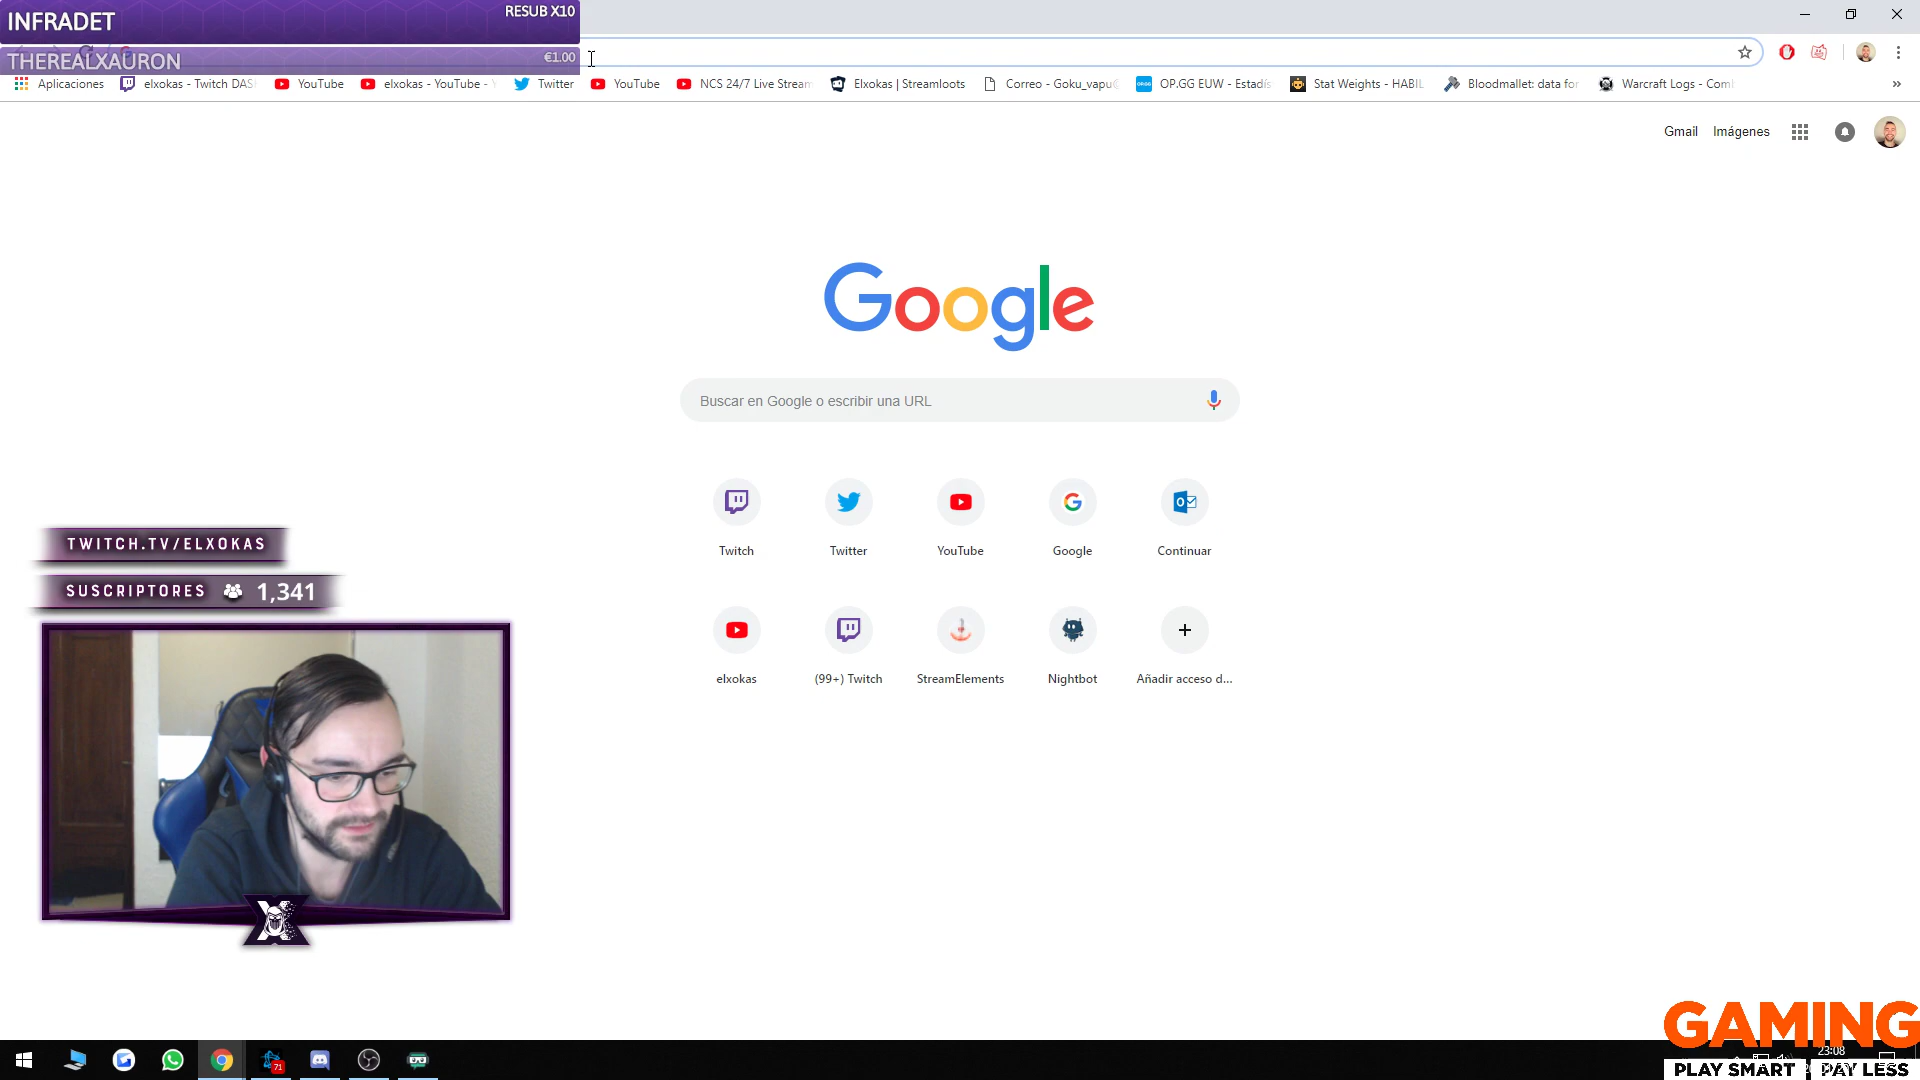 INFRADET
RESUB X10
THEREALXAURON
€1.00
Aplicaciones
elxokas - Twitch DAS
YouTube
elxokas - YouTube -
Twitter
YouTube
NCS 24/7 Live Stream
Elxokas | Streamloots
Correo - Goku_vapu
OP.GG EUW - Estadís
Stat Weights - HABIL
Bloodmallet: data for
Warcraft Logs - Com
»
Gmail
Imágenes
Google
Buscar en Google o escribir una URL
Twitch
Twitter
YouTube
Google
Continuar
elxokas
(99+) Twitch
StreamElements
Nightbot
Añadir acceso d...
TWITCH.TV/ELXOKAS
SUSCRIPTORES 1,341
GAMING
PLAY SMART
PLAY LESS
71
23:08